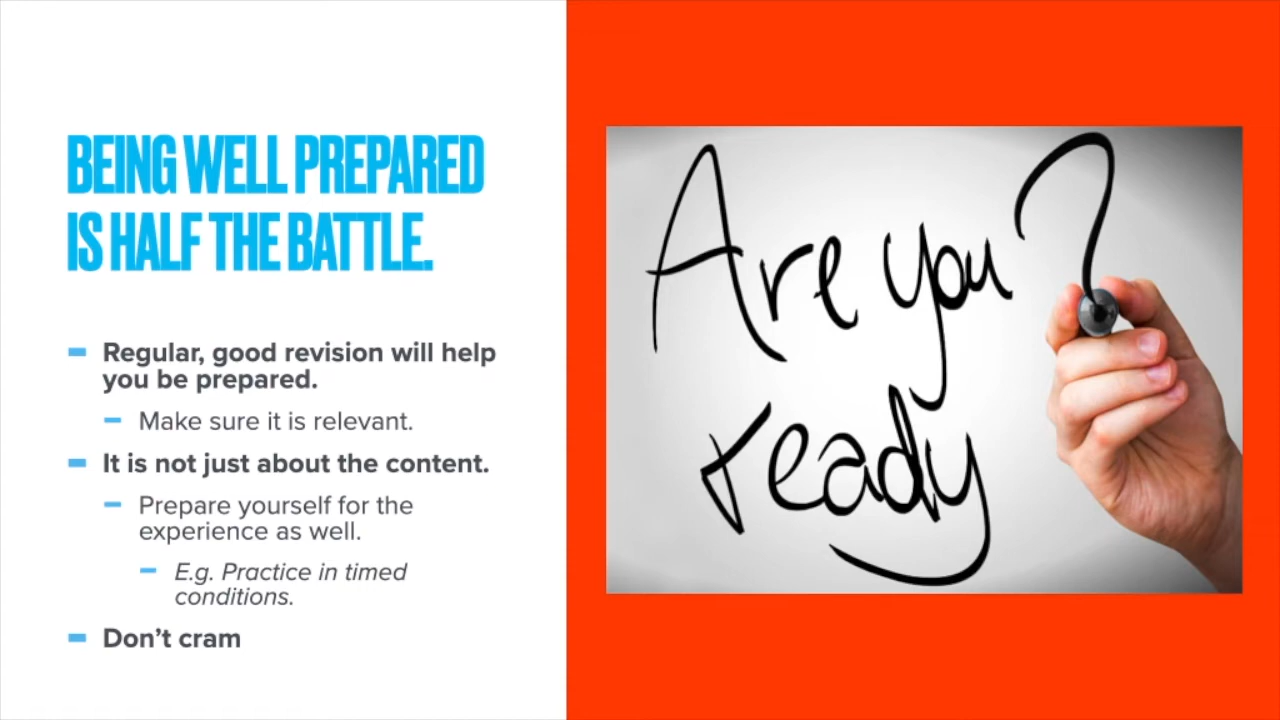 BEING WELL PREPARED
IS HALF THE BATTLE.
Regular, good revision will help
you be prepared.
Make sure it is relevant.
It is not just about the content.
Prepare yourself for the
experience as well.
E.g. Practice in timed
conditions.
Don't cram
Are you?
ready